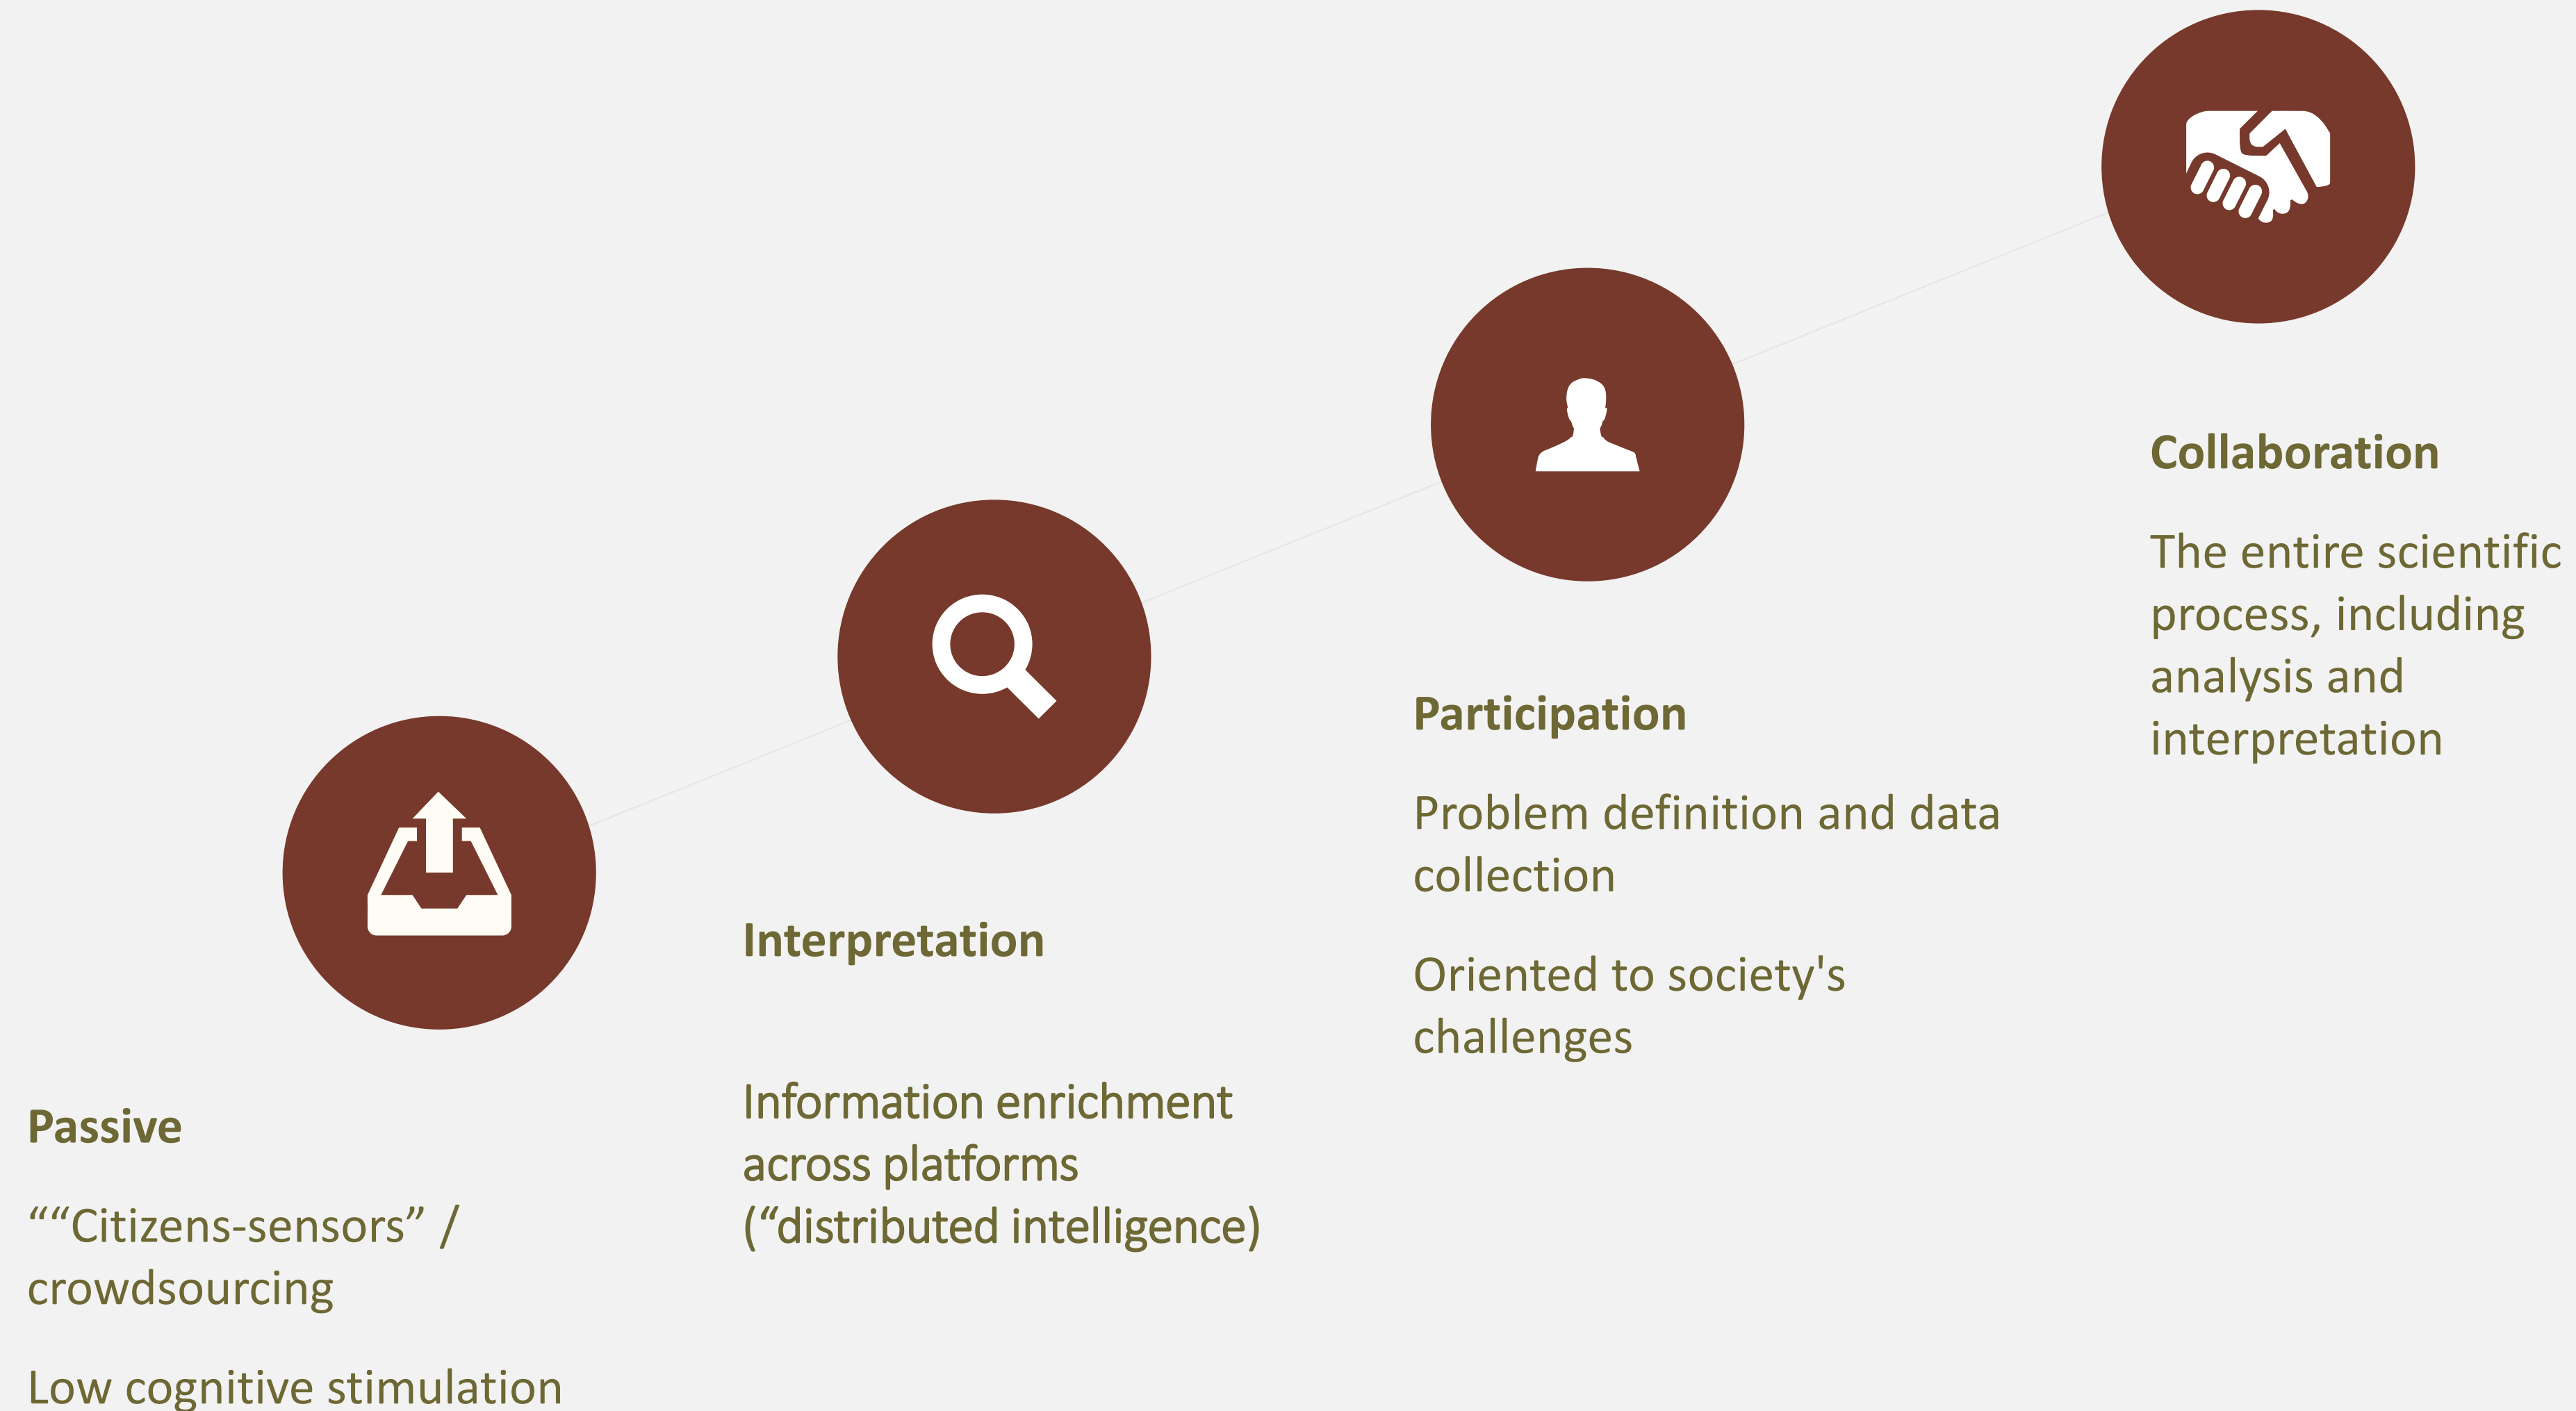 Passive
““Citizens-sensors” /
crowdsourcing
Low cognitive stimulation
Interpretation
Information enrichment
across platforms
(“distributed intelligence)
Participation
Problem definition and data
collection
Oriented to society's
challenges
Collaboration
The entire scientific
process, including
analysis and
interpretation